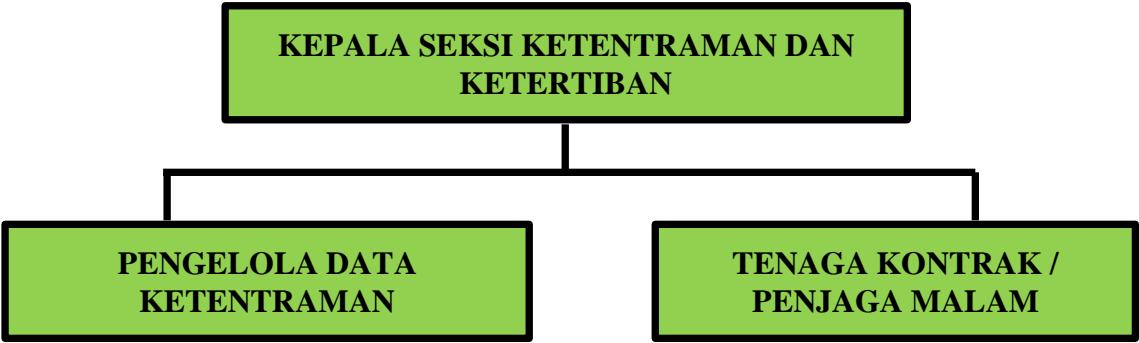 KEPALA SEKSI KETENTRAMAN DAN
KETERTIBAN
PENGELOLA DATA
KETENTRAMAN
TENAGA KONTRAK /
PENJAGA MALAM